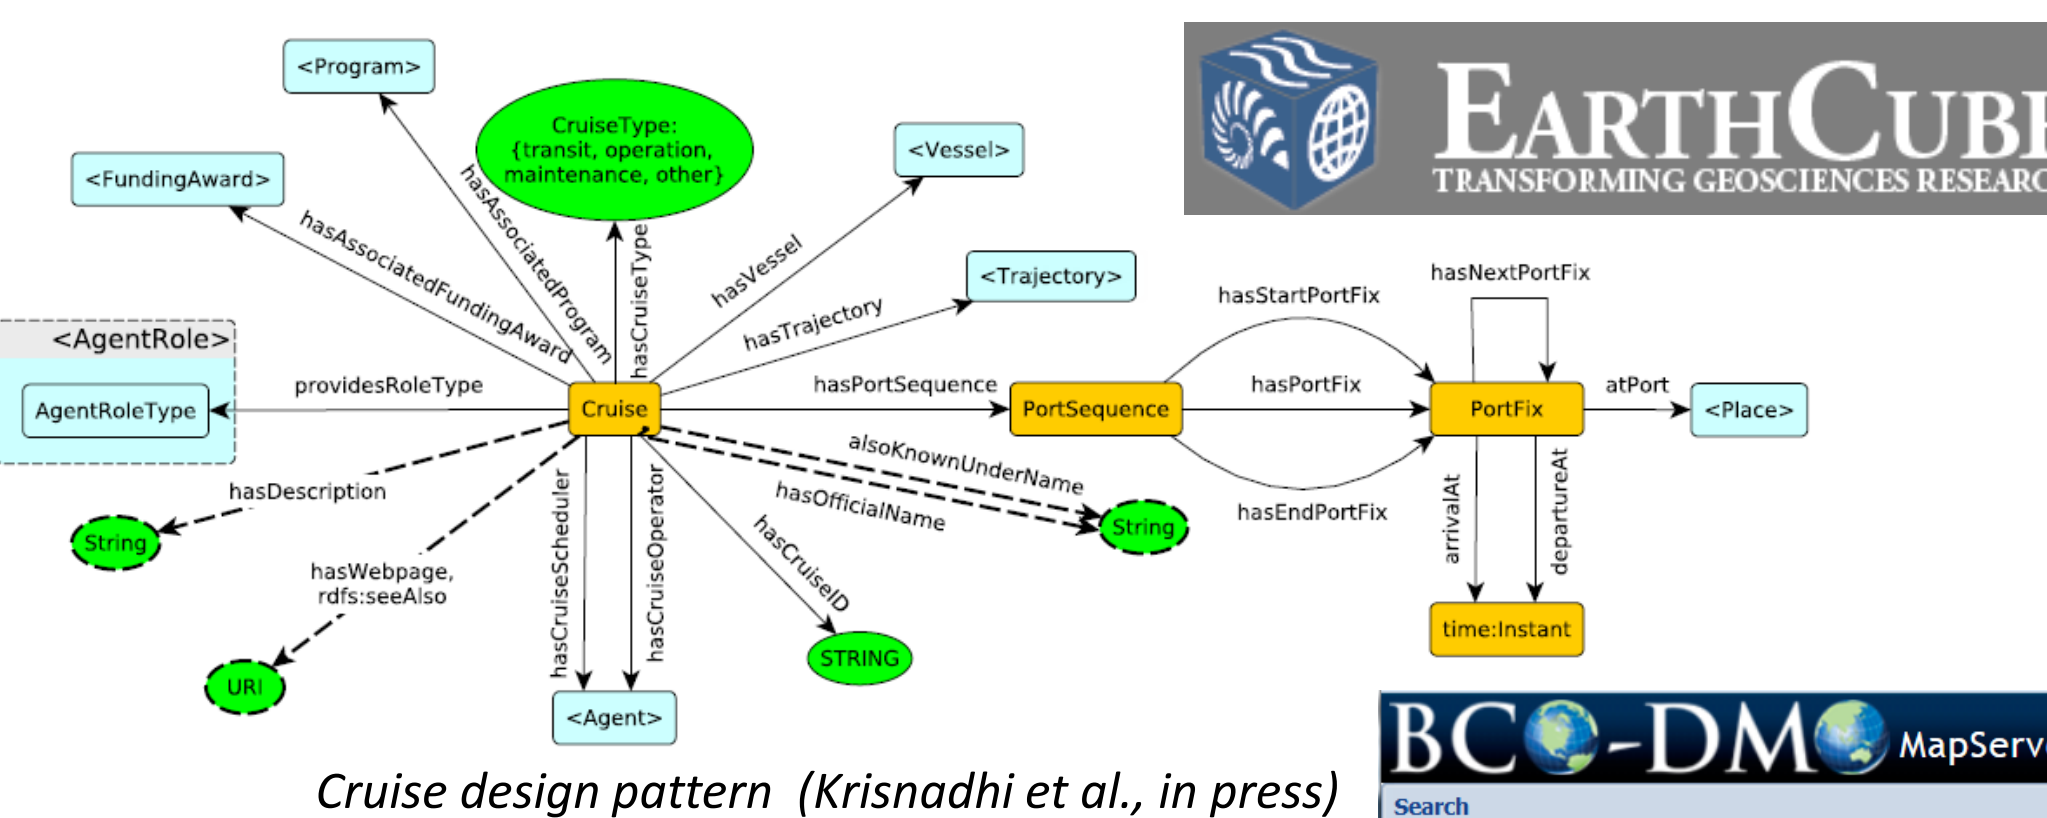 <Program>
CruiseType:
{transit, operation,
maintenance, other}
<Vessel>
<FundingAward>
EARTHCUBE
TRANSFORMING GEOSCIENCES RESEARC
hasAssociatedFundingAward
hasAssociatedProgram
hasCruiseType
hasVessel
hasTrajectory
<Trajectory>
hasStartPortFix
hasNextPortFix
<AgentRole>
AgentRoleType
providesRoleType
Cruise
hasPortSequence
PortSequence
hasPortFix
PortFix
atPort
<Place>
hasDescription
String
hasWebpage,
rdfs:seeAlso
URI
hasCruiseScheduler
hasCruiseOperator
<Agent>
hasCruiseID
STRING
alsoKnownUnderName
hasOfficialName
String
hasEndPortFix
arrivalAt
departureAt
time:Instant
Cruise design pattern (Krisnadhi et al., in press)
BCO-DMO MapServe
Search